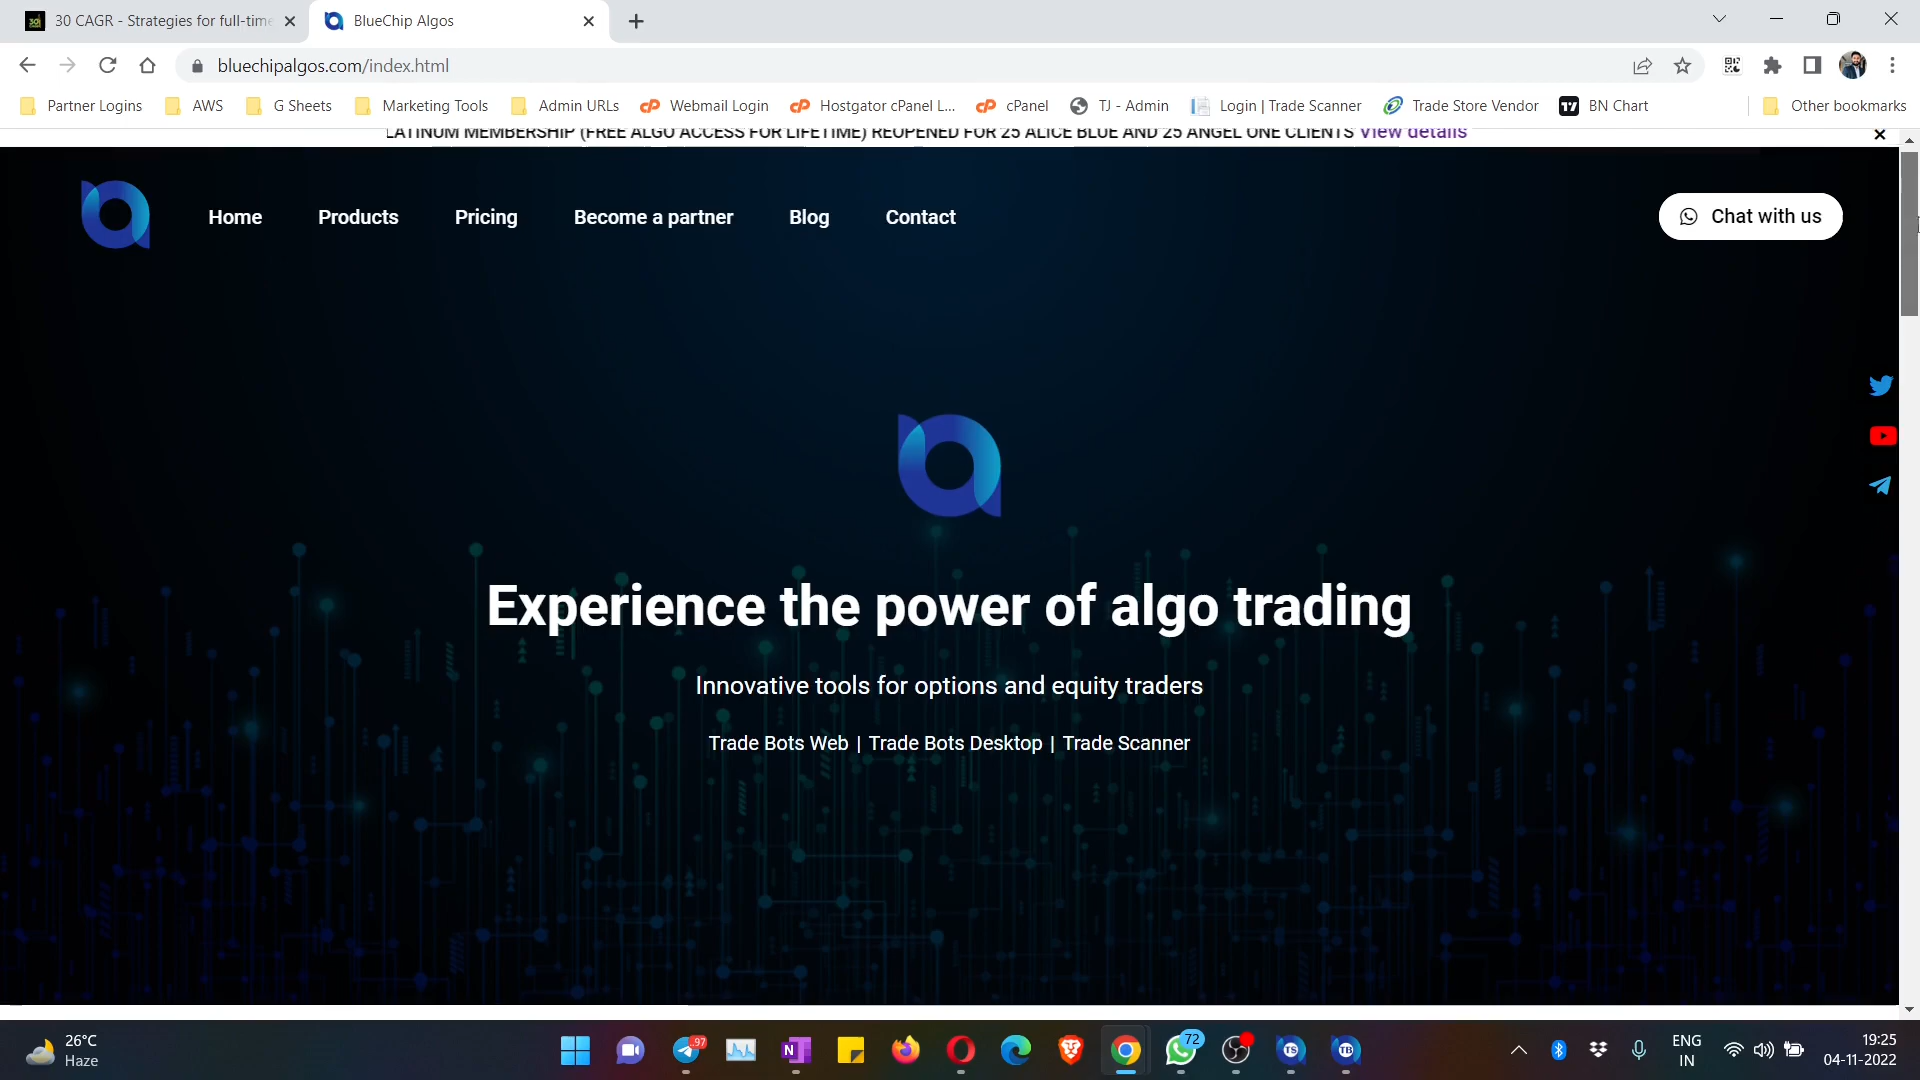 30 CAGR - Strategies for full-time
BlueChip Algos
bluechipalgos.com/index.html
Partner Logins
AWS
G Sheets
Marketing Tools
Admin URLs
Webmail Login
Hostgator cPanel L...
cPanel
TJ - Admin
Login | Trade Scanner
Trade Store Vendor
BN Chart
Other bookmarks
LATINUM MEMBERSHIP (FREE ALGO ACCESS FOR LIFETIME) REOPENED FOR 25 ALICE BLUE AND 25 ANGEL ONE CLIENTS View details
Home
Products
Pricing
Become a partner
Blog
Contact
Chat with us
Experience the power of algo trading
Innovative tools for options and equity traders
Trade Bots Web | Trade Bots Desktop | Trade Scanner
26°C
Haze
97
72
TS
TB
ENG
IN
19:25
04-11-2022